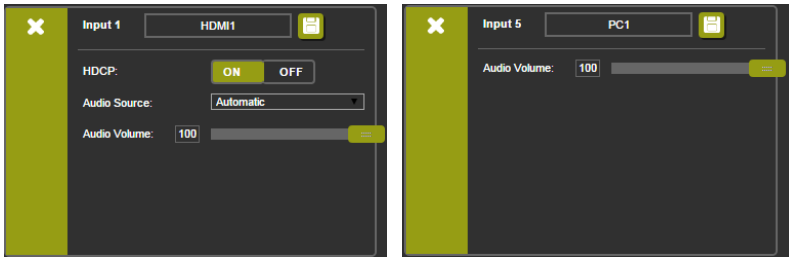 Input 1 HDMI1
HDCP: ON OFF
Audio Source: Automatic
Audio Volume: 100
Input 5 PC1
Audio Volume: 100